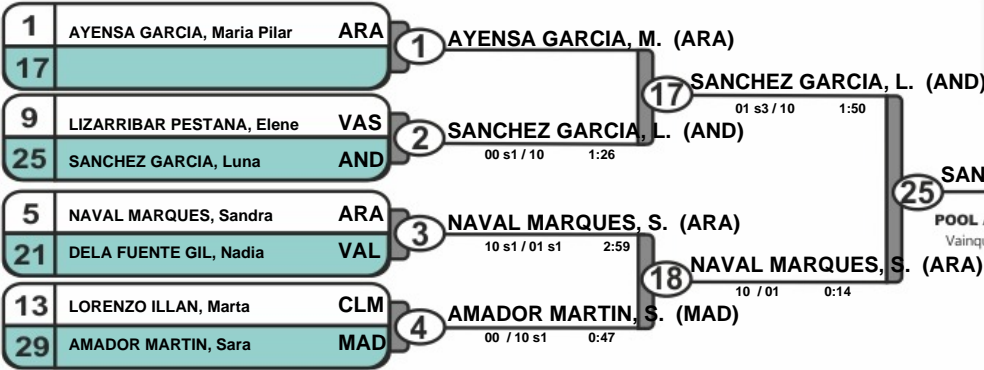 1 AYENSA GARCIA, Maria Pilar ARA
17
1 AYENSA GARCIA, M. (ARA)
9 LIZARRIBAR PESTANA, Elene VAS
25 SANCHEZ GARCIA, Luna AND
2 SANCHEZ GARCIA, L. (AND)
00 s1 / 10 1:26
17 SANCHEZ GARCIA, L. (AND)
01 s3 / 10 1:50
5 NAVAL MARQUES, Sandra ARA
21 DELA FUENTE GIL, Nadia VAL
3 NAVAL MARQUES, S. (ARA)
10 s1 / 01 s1 2:59
13 LORENZO ILLAN, Marta CLM
29 AMADOR MARTIN, Sara MAD
4 AMADOR MARTIN, S. (MAD)
00 / 10 s1 0:47
18 NAVAL MARQUES, S. (ARA)
10 / 01 0:14
25 SAN
POOL
Vainqu